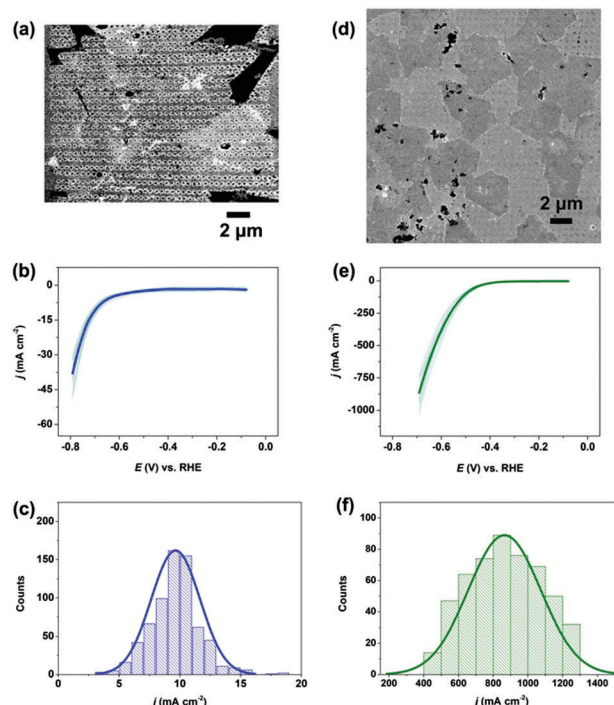 (a)
2 μm
(d)
2 μm
(b)
0
-15
-30
-45
-60
j (mA cm⁻²)
-0.8
-0.6
-0.4
-0.2
0.0
E (V) vs. RHE
(e)
0
-250
-500
-750
-1000
j (mA cm⁻²)
-0.8
-0.6
-0.4
-0.2
0.0
E (V) vs. RHE
(c)
200
150
100
50
0
Counts
0
5
10
15
20
j (mA cm⁻²)
(f)
100
80
60
40
20
0
Counts
200
400
600
800
1000
1200
1400
j (mA cm⁻²)